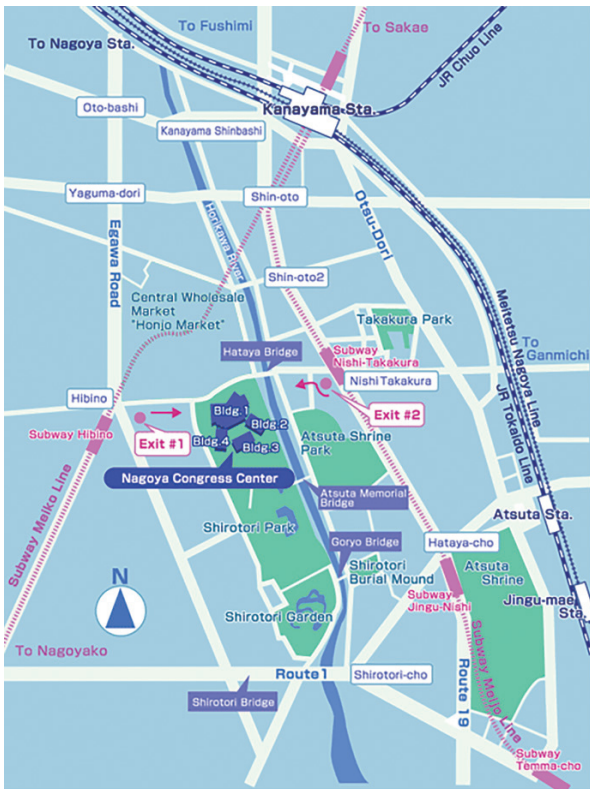 To Fushimi
To Sakae
To Nagoya Sta.
JR Chuo Line
Kanayama Sta.
Oto-bashi
Kanayama Shinbashi
Yaguma-dori
Shin-oto
Otsu-Dori
Egawa Road
Horikawa River
Shin-oto2
Central Wholesale
Market
"Honjo Market"
Takakura Park
Meitetsu Nagoya Line
JR Tokaido Line
To
Ganmichi
Hataya Bridge
Subway
Nishi-Takakura
Nishi Takakura
Hibino
Exit #1
Exit #2
Subway Hibino
Bldg.1
Bldg.2
Bldg.3
Bldg.4
Nagoya Congress Center
Atsuta Shrine
Park
Subway Meiko Line
Atsuta Memorial
Bridge
Atsuta Sta.
Shirotori Park
Goryo Bridge
Hataya-cho
Shirotori
Burial Mound
Atsuta
Shrine
Subway
Jingu-Nishi
Jingu-mae
Sta.
N
Shirotori Garden
To Nagoyako
Route1
Shirotori-cho
Subway Meijo Line
Route 19
Shirotori Bridge
Subway
Temma-cho